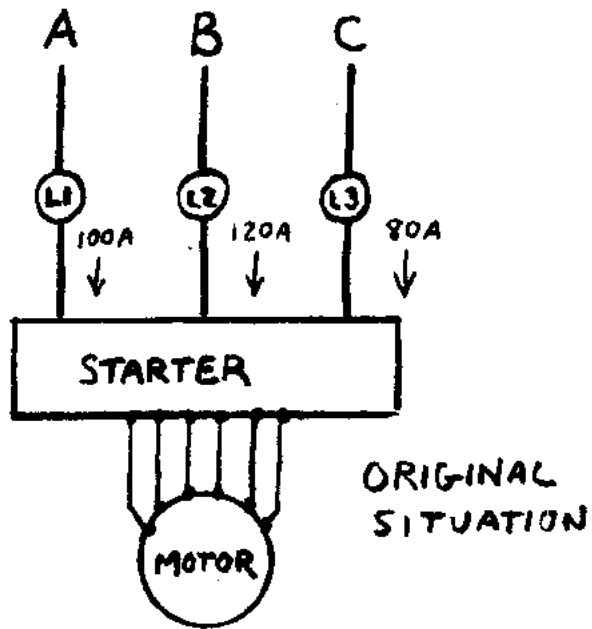 A B C
L1 L2 L3
100A 120A 80A
STARTER
ORIGINAL
SITUATION
MOTOR